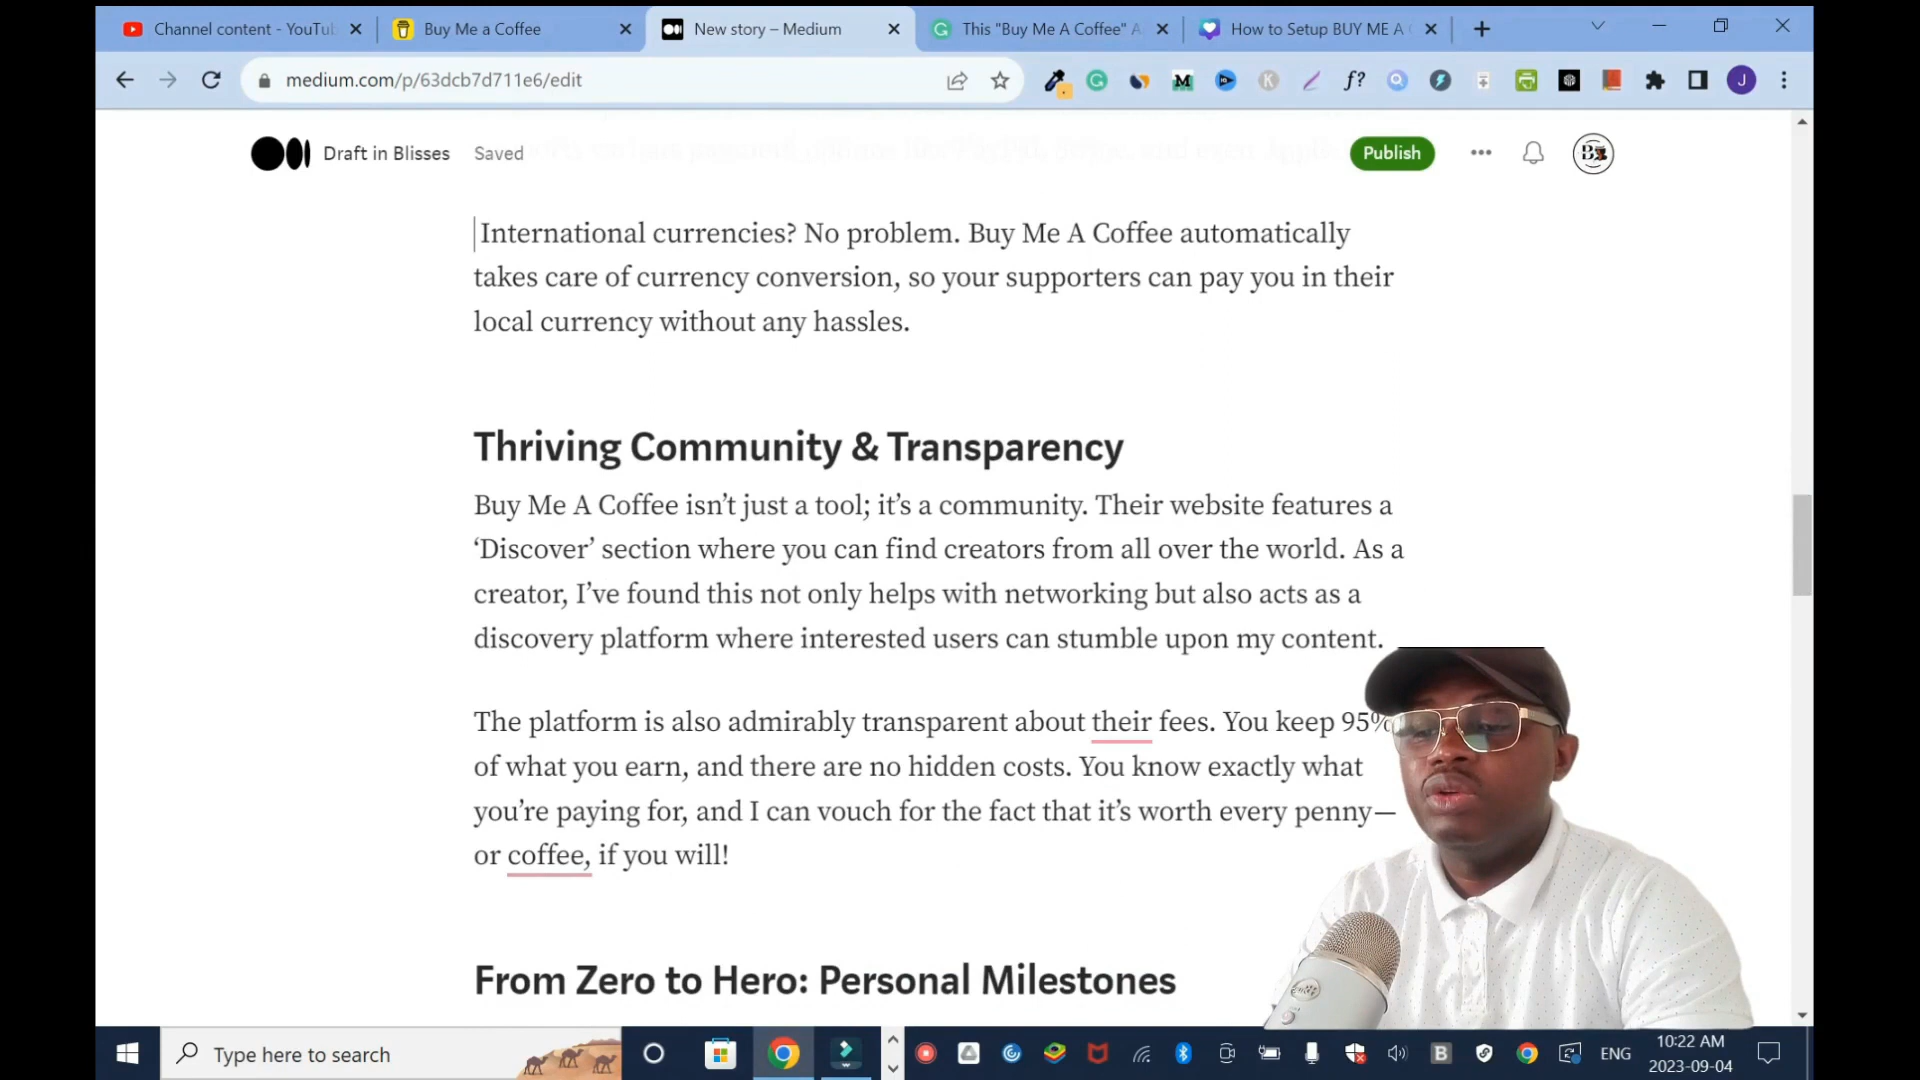 Channel content - YouTu
Buy Me a Coffee
New story – Medium
This "Buy Me A Coffee" A
How to Setup BUY ME A
medium.com/p/63dcb7d711e6/edit
J
Draft in Blisses
Saved
Publish
International currencies? No problem. Buy Me A Coffee automatically
takes care of currency conversion, so your supporters can pay you in their
local currency without any hassles.
Thriving Community & Transparency
Buy Me A Coffee isn’t just a tool; it’s a community. Their website features a
‘Discover’ section where you can find creators from all over the world. As a
creator, I’ve found this not only helps with networking but also acts as a
discovery platform where interested users can stumble upon my content.
The platform is also admirably transparent about their fees. You keep 95%
of what you earn, and there are no hidden costs. You know exactly what
you’re paying for, and I can vouch for the fact that it’s worth every penny—
or coffee, if you will!
From Zero to Hero: Personal Milestones
Type here to search
ENG
10:22 AM
2023-09-04